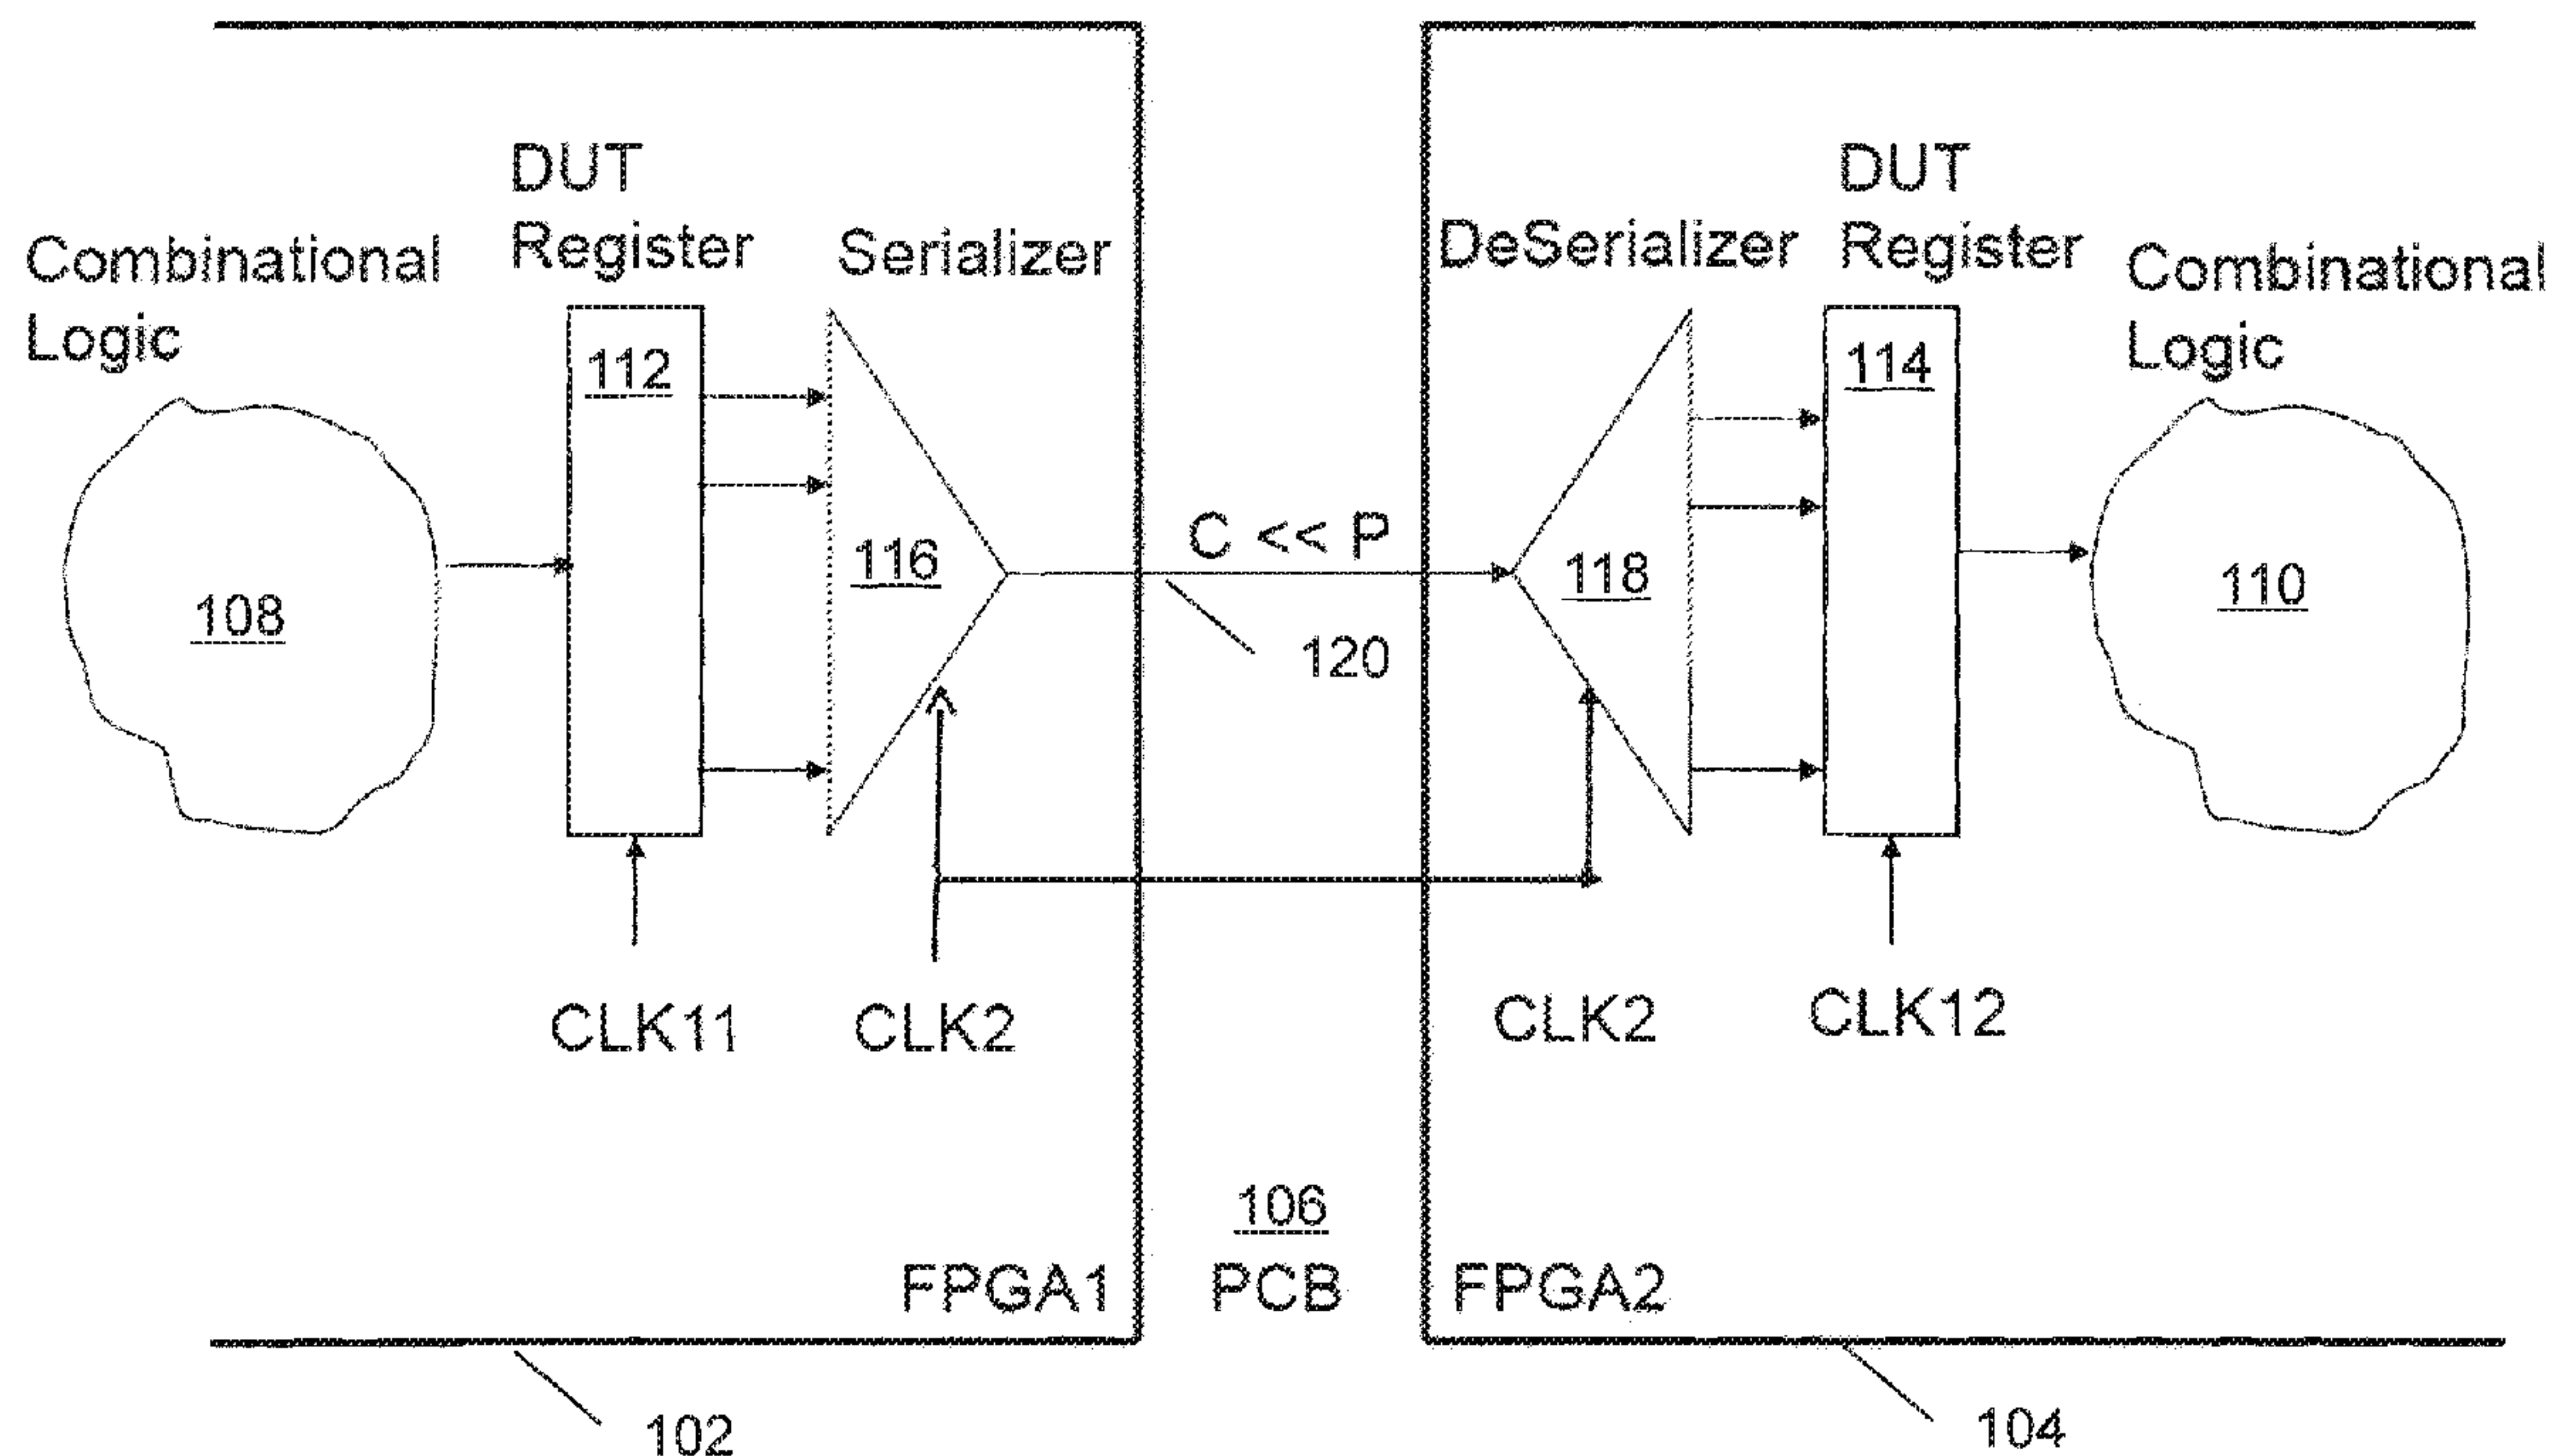 DUT
Register
Combinational
Logic
Serializer
DeSerializer
DUT
Register
Combinational
Logic
112
108
116
C << P
120
118
114
110
CLK11
CLK2
CLK2
CLK12
106
FPGA1
PCB
FPGA2
102
104